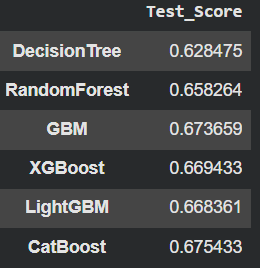 Test_Score
DecisionTree 0.628475
RandomForest 0.658264
GBM 0.673659
XGBoost 0.669433
LightGBM 0.668361
CatBoost 0.675433